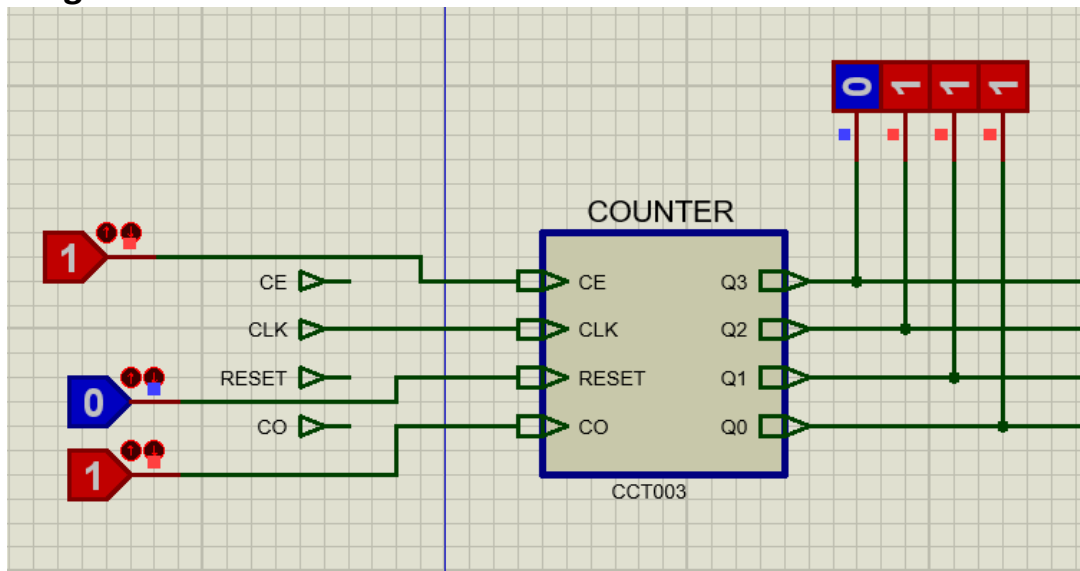 0 1 1 1
COUNTER
1
CE CE Q3
CLK CLK Q2
RESET RESET Q1
0
CO CO Q0
1
CCT003